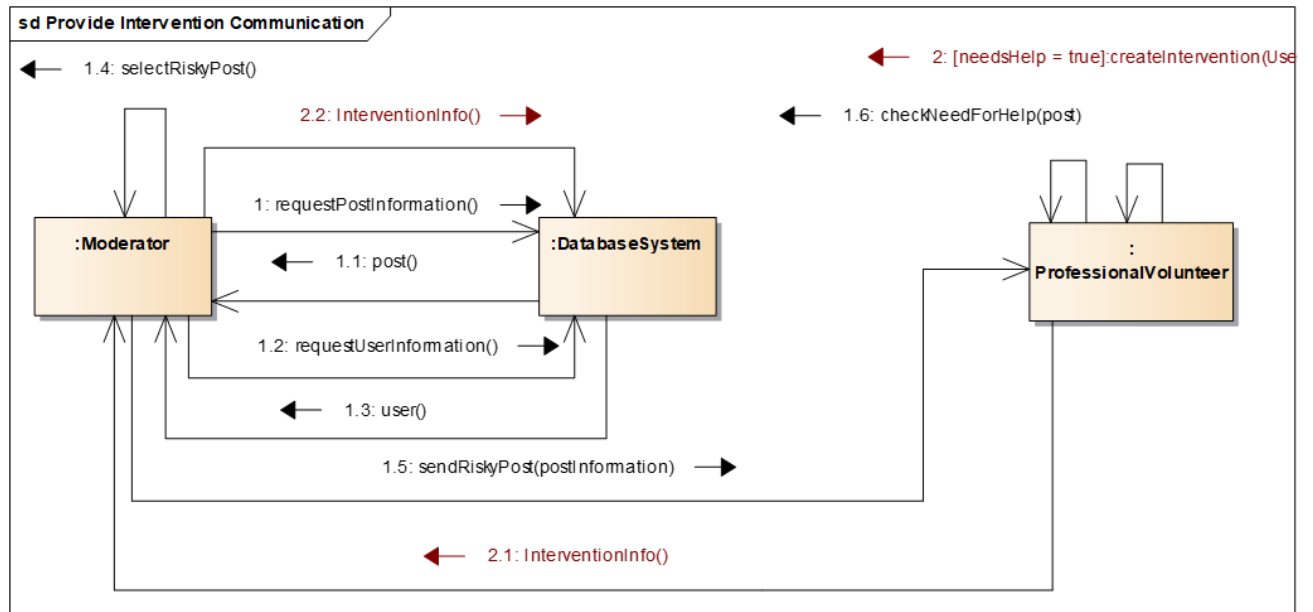 sd Provide Intervention Communication
1.4: selectRiskyPost()
2: [needsHelp = true]:createIntervention(Use
2.2: InterventionInfo()
1.6: checkNeedForHelp(post)
1: requestPostInformation()
:Moderator
:DatabaseSystem
:
ProfessionalVolunteer
1.1: post()
1.2: requestUserInformation()
1.3: user()
1.5: sendRiskyPost(postInformation)
2.1: InterventionInfo()